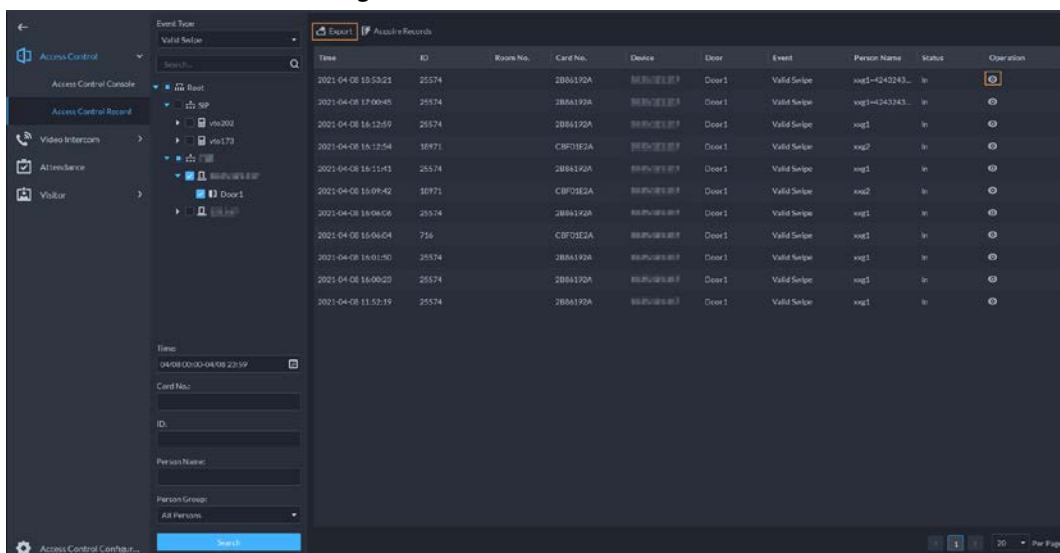 Event Type
Valid Swipe
Export Acquire Records
Access Control
Search...
Time ID Room No. Card No. Device Door Event Person Name Status Operation
Access Control Console
Root
2021-04-08 25574 2B86192A Door1 Valid Swipe xxg1-4243243... In
Access Control Record
SIP
2021-04-08 17:00:45 25574 2B86192A Door1 Valid Swipe xxg1-4243243... In
vto202
2021-04-08 16:12:59 25574 2B86192A Door1 Valid Swipe xxg1 In
Video Intercom
vto173
2021-04-08 16:12:54 10971 CBF01E2A Door1 Valid Swipe xxg2 In
Attendance
2021-04-08 16:11:41 25574 2B86192A Door1 Valid Swipe xxg1 In
Visitor
Door1
2021-04-08 16:09:42 10971 CBF01E2A Door1 Valid Swipe xxg2 In
2021-04-08 16:06:06 25574 2B86192A Door1 Valid Swipe xxg1 In
2021-04-08 16:06:04 716 CBF01E2A Door1 Valid Swipe xxg1 In
2021-04-08 16:01:50 25574 2B86192A Door1 Valid Swipe xxg1 In
2021-04-08 16:00:20 25574 2B86192A Door1 Valid Swipe xxg1 In
2021-04-08 11:52:19 25574 2B86192A Door1 Valid Swipe xxg1 In
Time:
04/08 00:00-04/08 23:59
Card No.:
ID:
Person Name:
Person Group:
All Persons
Access Control Configur...
Search
1 20 Per Page